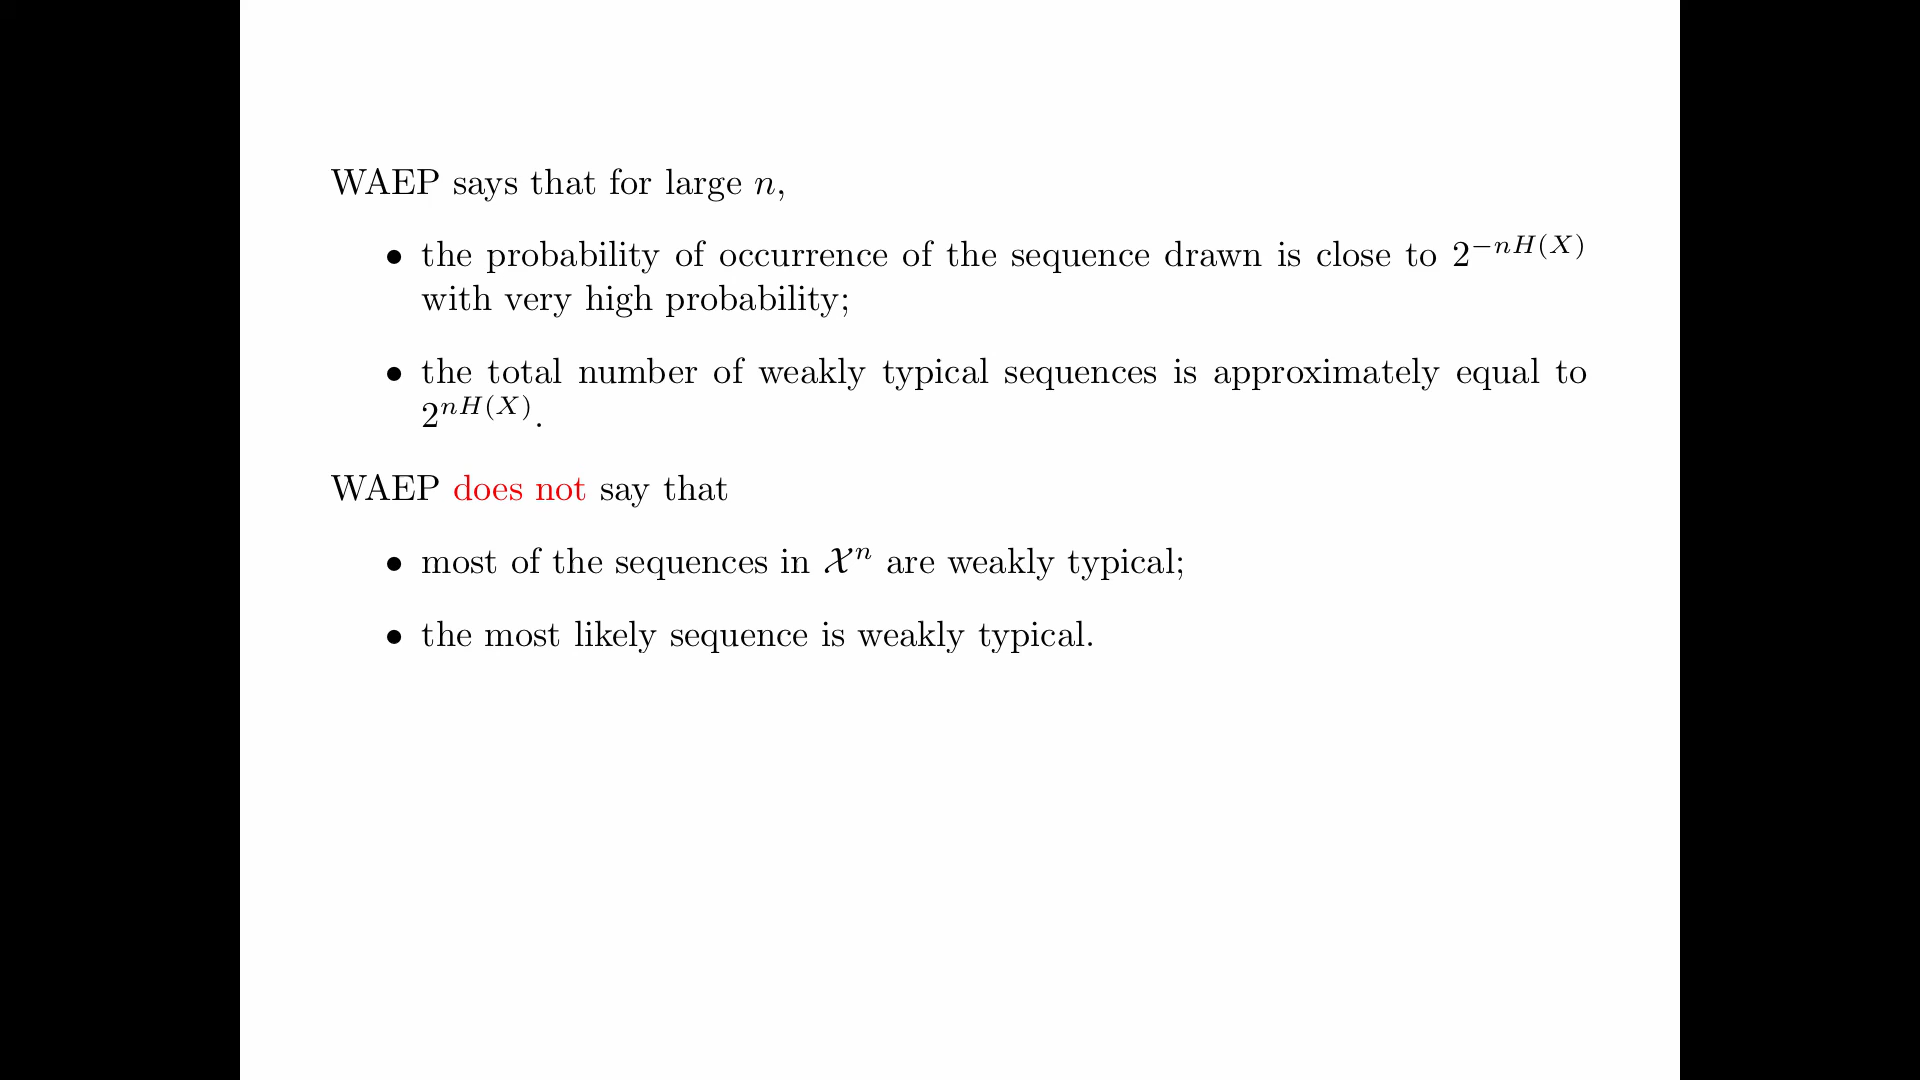 WAEP says that for large n,
• the probability of occurrence of the sequence drawn is close to 2^{−nH(X)}
with very high probability;
• the total number of weakly typical sequences is approximately equal to
2^{nH(X)}.
WAEP does not say that
• most of the sequences in 𝒳^n are weakly typical;
• the most likely sequence is weakly typical.